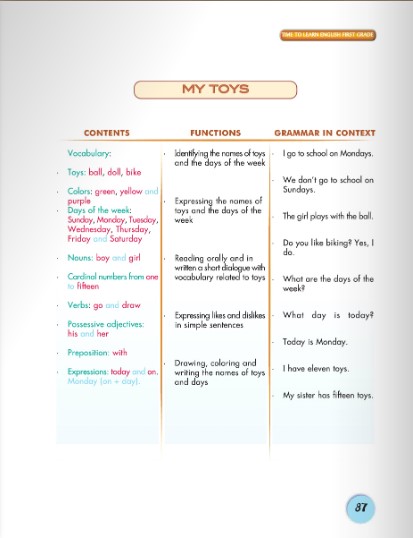 TIME TO LEARN ENGLISH FIRST GRADE
MY TOYS
CONTENTS
Vocabulary:
· Toys: ball, doll, bike
· Colors: green, yellow and
purple
· Days of the week:
Sunday, Monday, Tuesday,
Wednesday, Thursday,
Friday and Saturday
· Nouns: boy and girl
· Cardinal numbers from one
to fifteen
· Verbs: go and draw
· Possessive adjectives:
his and her
· Preposition: with
· Expressions: today and on.
Monday (on + day).
FUNCTIONS
· Identifying the names of toys
and the days of the week
· Expressing the names of
toys and the days of the
week
· Reading orally and in
written a short dialogue with
vocabulary related to toys
· Expressing likes and dislikes
in simple sentences
· Drawing, coloring and
writing the names of toys
and days
GRAMMAR IN CONTEXT
· I go to school on Mondays.
· We don't go to school on
Sundays.
· The girl plays with the ball.
· Do you like biking? Yes, I
do.
· What are the days of the
week?
· What day is today?
· Today is Monday.
· I have eleven toys.
· My sister has fifteen toys.
87